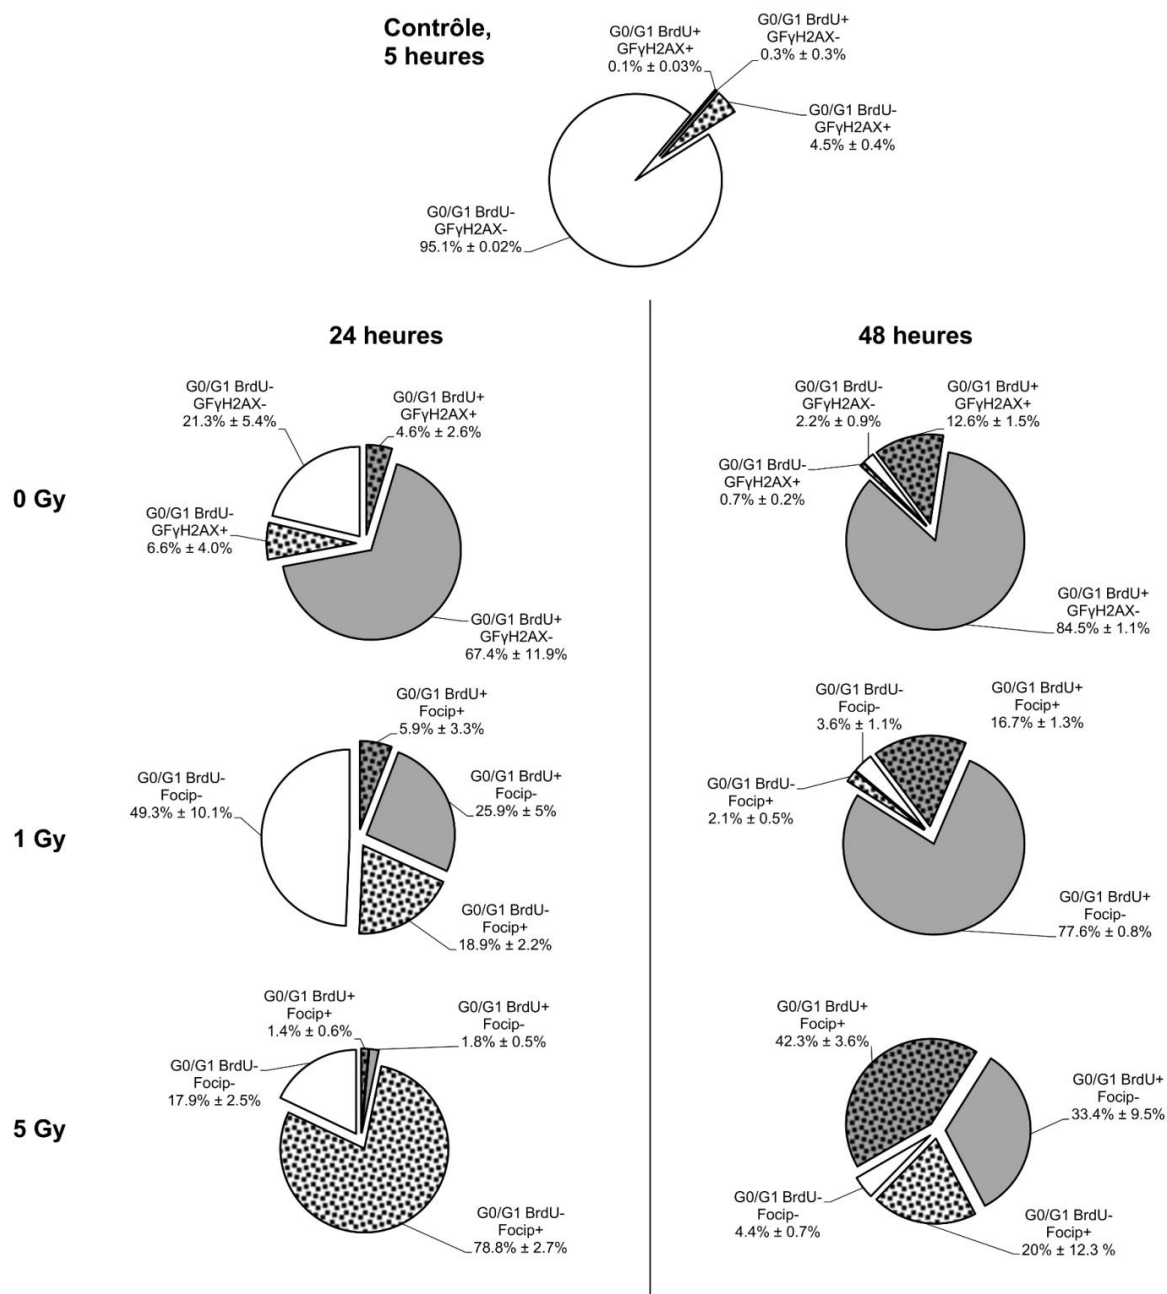 Contrôle,
5 heures
G0/G1 BrdU+
GFγH2AX+
0.1% ± 0.03%
G0/G1 BrdU+
GFγH2AX-
0.3% ± 0.3%
G0/G1 BrdU-
GFγH2AX+
4.5% ± 0.4%
G0/G1 BrdU-
GFγH2AX-
95.1% ± 0.02%
24 heures
48 heures
0 Gy
G0/G1 BrdU-
GFγH2AX-
21.3% ± 5.4%
G0/G1 BrdU+
GFγH2AX+
4.6% ± 2.6%
G0/G1 BrdU-
GFγH2AX+
6.6% ± 4.0%
G0/G1 BrdU+
GFγH2AX-
67.4% ± 11.9%
G0/G1 BrdU-
GFγH2AX-
2.2% ± 0.9%
G0/G1 BrdU+
GFγH2AX+
12.6% ± 1.5%
G0/G1 BrdU-
GFγH2AX+
0.7% ± 0.2%
G0/G1 BrdU+
GFγH2AX-
84.5% ± 1.1%
1 Gy
G0/G1 BrdU+
Focip+
5.9% ± 3.3%
G0/G1 BrdU-
Focip-
49.3% ± 10.1%
G0/G1 BrdU+
Focip-
25.9% ± 5%
G0/G1 BrdU-
Focip+
18.9% ± 2.2%
G0/G1 BrdU-
Focip-
3.6% ± 1.1%
G0/G1 BrdU+
Focip+
16.7% ± 1.3%
G0/G1 BrdU-
Focip+
2.1% ± 0.5%
G0/G1 BrdU+
Focip-
77.6% ± 0.8%
5 Gy
G0/G1 BrdU+
Focip+
1.4% ± 0.6%
G0/G1 BrdU+
Focip-
1.8% ± 0.5%
G0/G1 BrdU-
Focip-
17.9% ± 2.5%
G0/G1 BrdU-
Focip+
78.8% ± 2.7%
G0/G1 BrdU+
Focip+
42.3% ± 3.6%
G0/G1 BrdU+
Focip-
33.4% ± 9.5%
G0/G1 BrdU-
Focip-
4.4% ± 0.7%
G0/G1 BrdU-
Focip+
20% ± 12.3 %